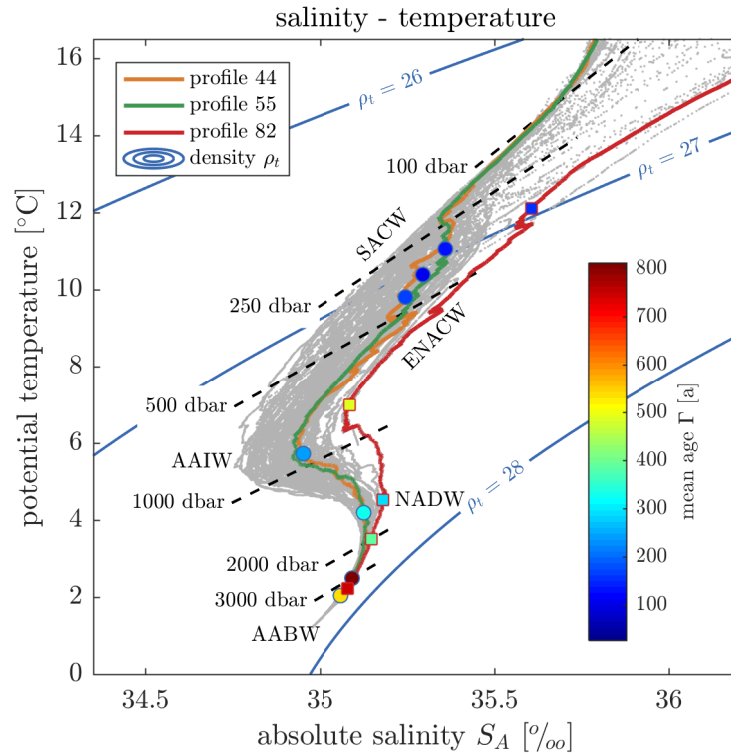 salinity - temperature
profile 44
profile 55
profile 82
density ρt
ρt = 26
ρt = 27
ρt = 28
100 dbar
250 dbar
500 dbar
1000 dbar
2000 dbar
3000 dbar
SACW
ENACW
AAIW
NADW
AABW
potential temperature [°C]
16
14
12
10
8
6
4
2
0
34.5
35
35.5
36
absolute salinity SA [o/oo]
800
700
600
500
400
300
200
100
mean age Γ [a]